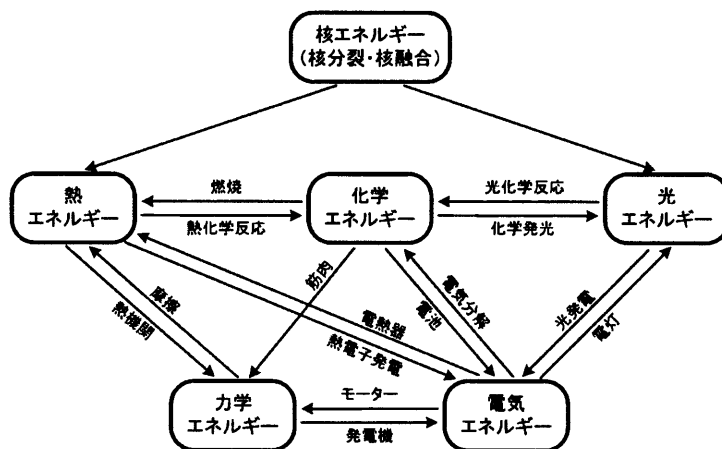 核エネルギー
(核分裂・核融合)
熱
エネルギー
燃焼
熱化学反応
化学
エネルギー
光化学反応
化学発光
光
エネルギー
摩擦
熱機関
筋肉
電熱器
熱電子発電
電気分解
電池
光発電
電灯
力学
エネルギー
モーター
発電機
電気
エネルギー